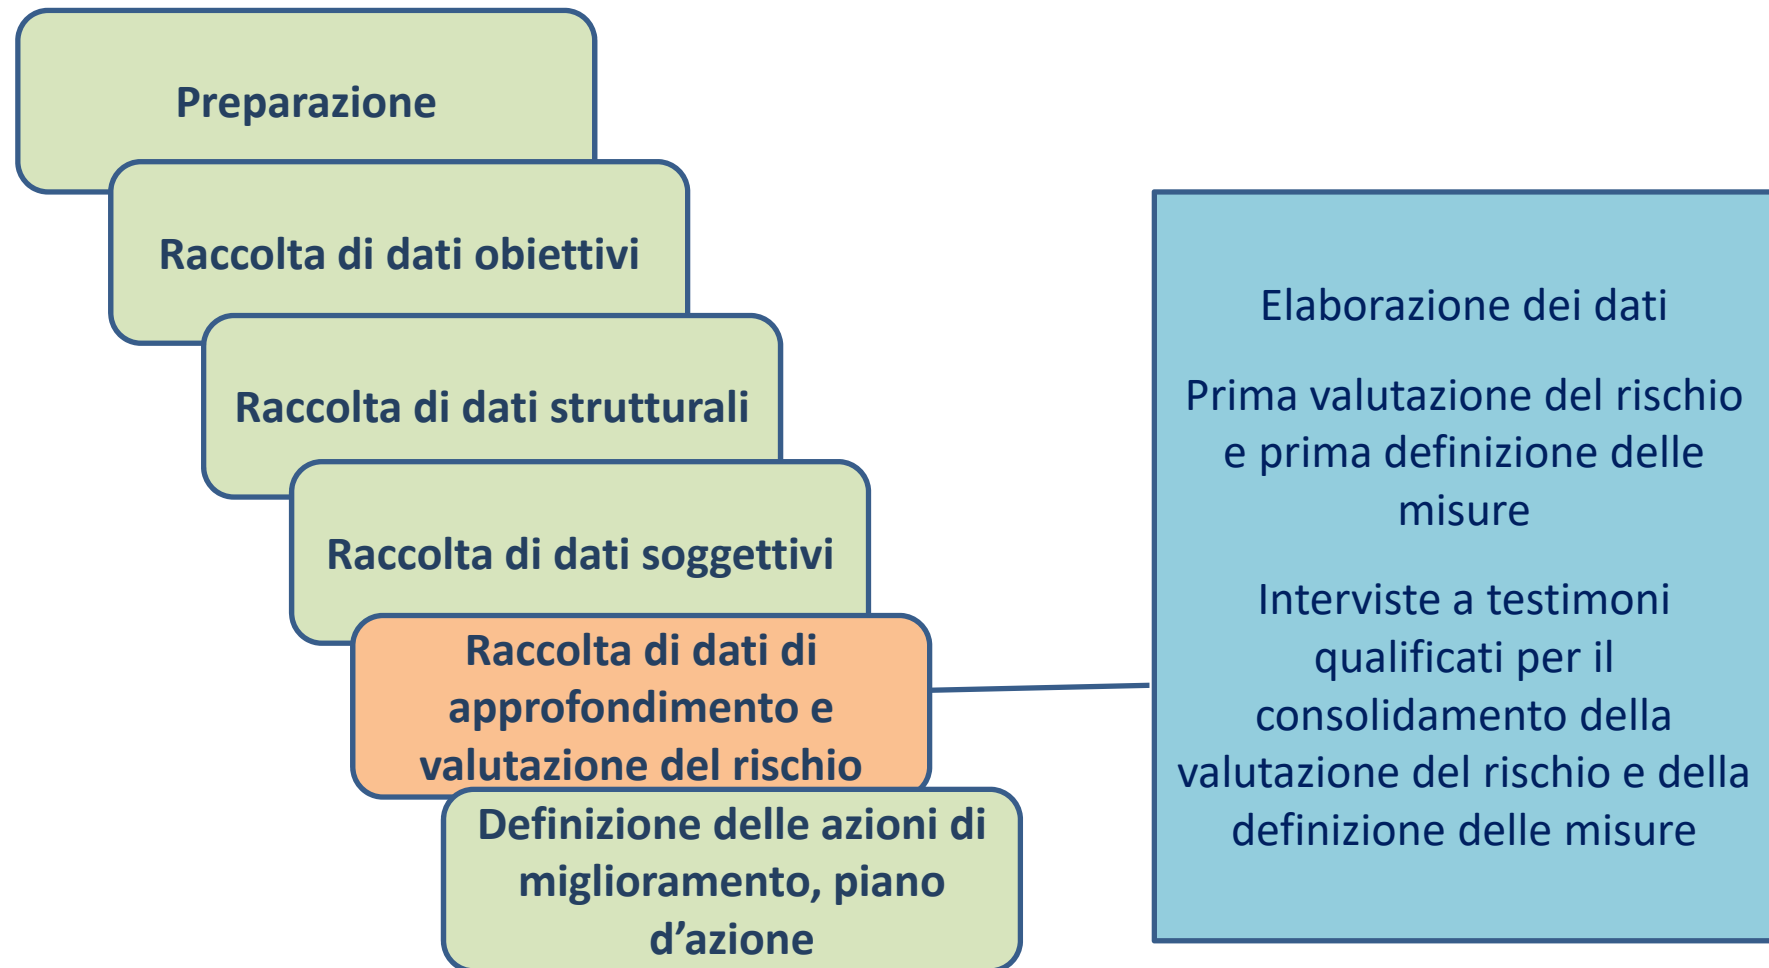 Preparazione
Raccolta di dati obiettivi
Raccolta di dati strutturali
Raccolta di dati soggettivi
Raccolta di dati di
approfondimento e
valutazione del rischio
Definizione delle azioni di
miglioramento, piano
d’azione
Elaborazione dei dati
Prima valutazione del rischio
e prima definizione delle
misure
Interviste a testimoni
qualificati per il
consolidamento della
valutazione del rischio e della
definizione delle misure